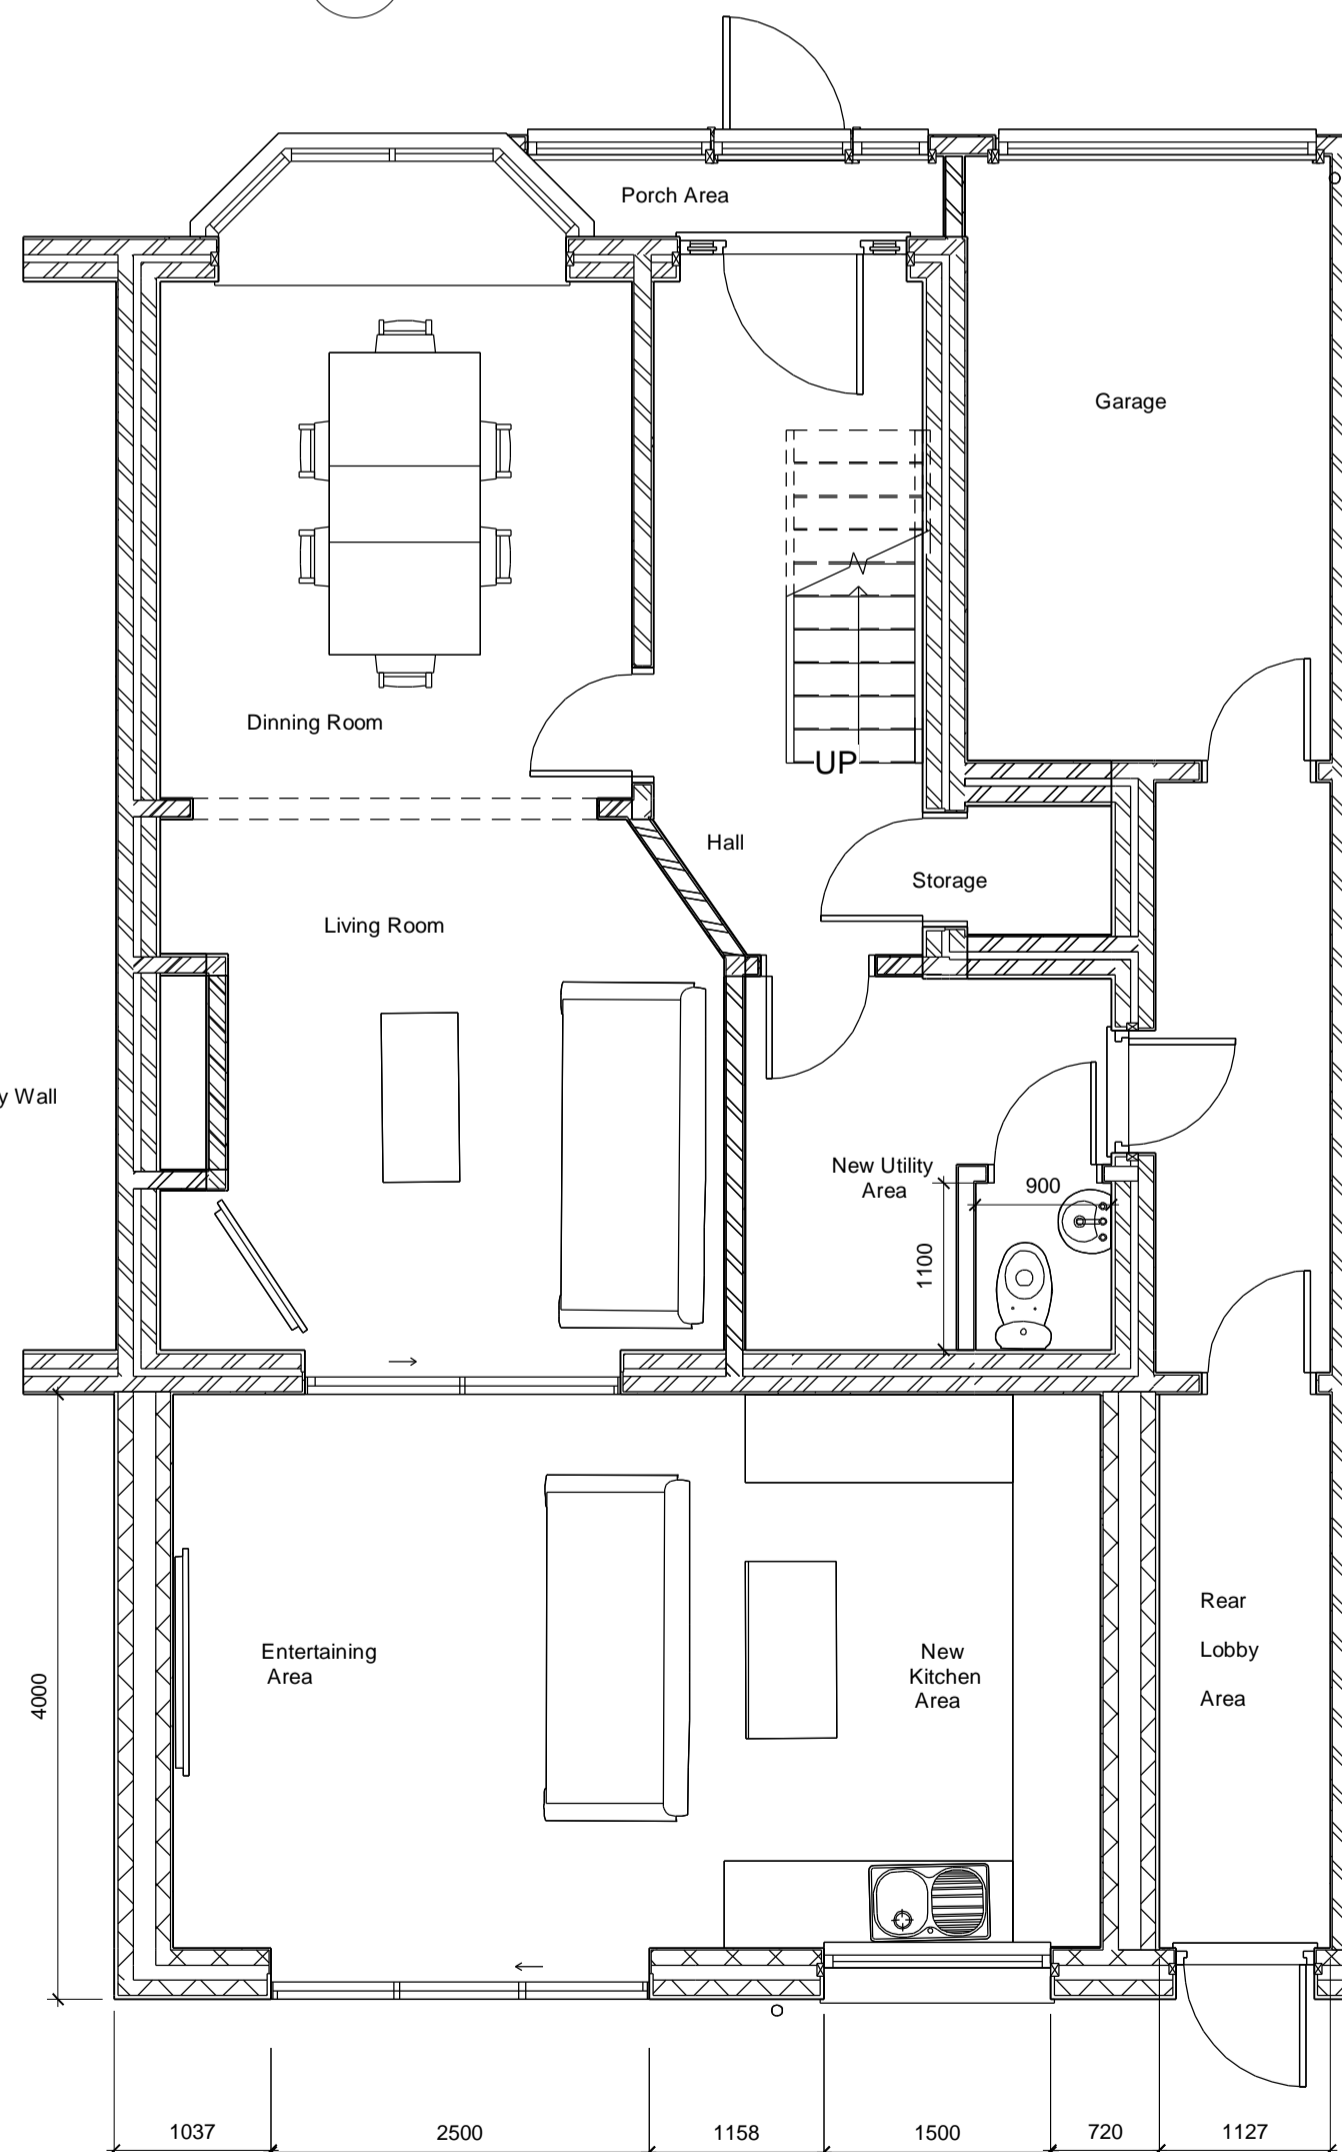 Porch Area
Garage
Dinning Room
UP
Hall
Storage
Living Room
y Wall
New Utility
Area
900
1100
Entertaining
Area
New
Kitchen
Area
Rear
Lobby
Area
4000
1037
2500
1158
1500
720
1127